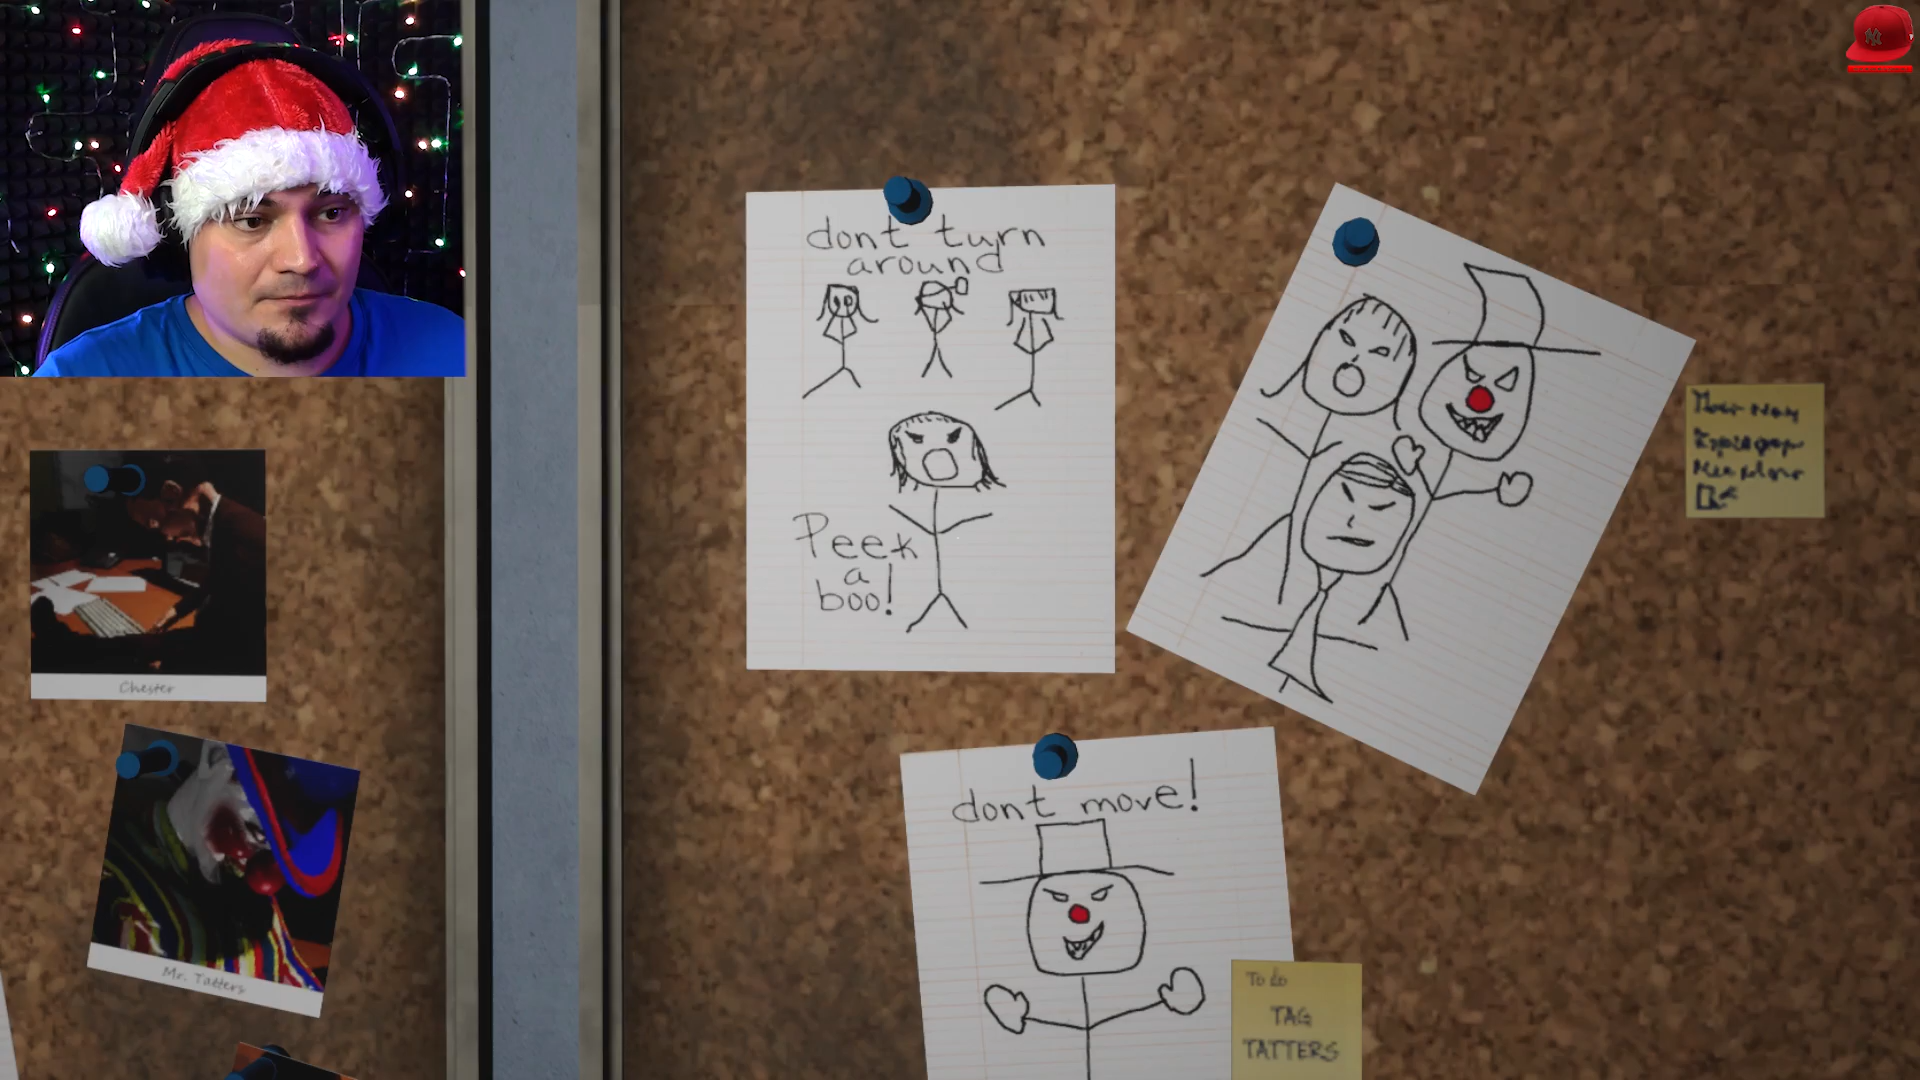 dont turn
around
Peek
a
boo!
dont move!
To do
TAG
TATTERS
Chester
Mr. Tatters